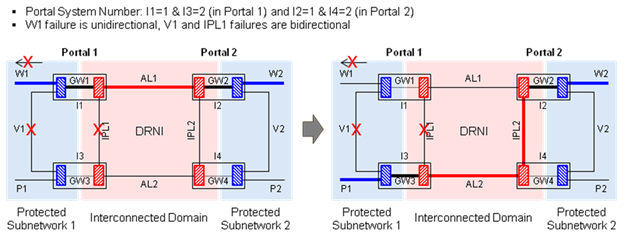 Portal System Number: I1=1 & I3=2 (in Portal 1) and I2=1 & I4=2 (in Portal 2)
W1 failure is unidirectional, V1 and IPL1 failures are bidirectional
Portal 1 Portal 2 Portal 1 Portal 2
W1 GW1 AL1 GW2 W2 W1 GW1 AL1 GW2 W2
I1 I2 I1 I2
V1 IPL1 DRNI IPL2 V2 V1 IPL1 DRNI IPL2 V2
I3 I4 I3 I4
P1 GW3 AL2 GW4 P2 P1 GW3 AL2 GW4 P2
Protected Subnetwork 1 Interconnected Domain Protected Subnetwork 2 Protected Subnetwork 1 Interconnected Domain Protected Subnetwork 2